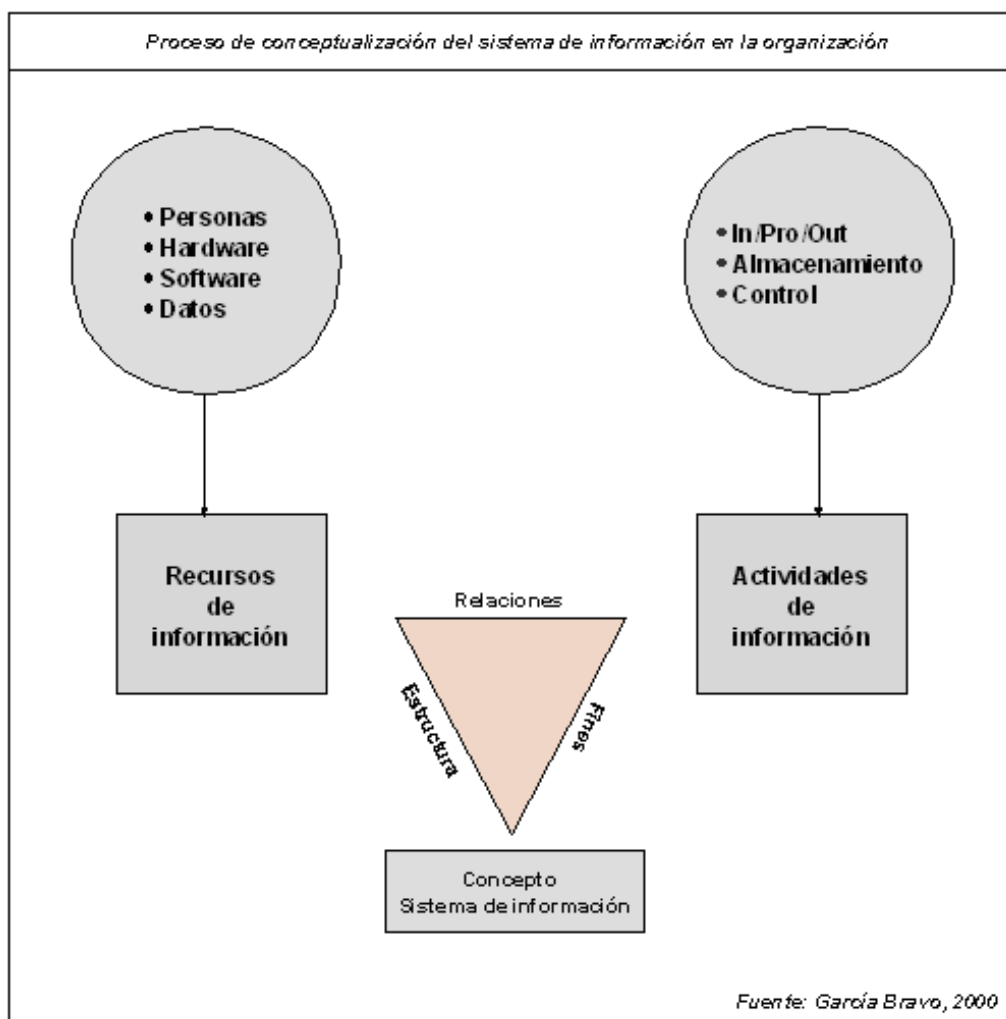 Proceso de conceptualización del sistema de información en la organización
• Personas
• Hardware
• Software
• Datos
• In/Pro/Out
• Almacenamiento
• Control
Recursos
de
información
Actividades
de
información
Relaciones
Estructura
Fines
Concepto
Sistema de información
Fuente: García Bravo, 2000